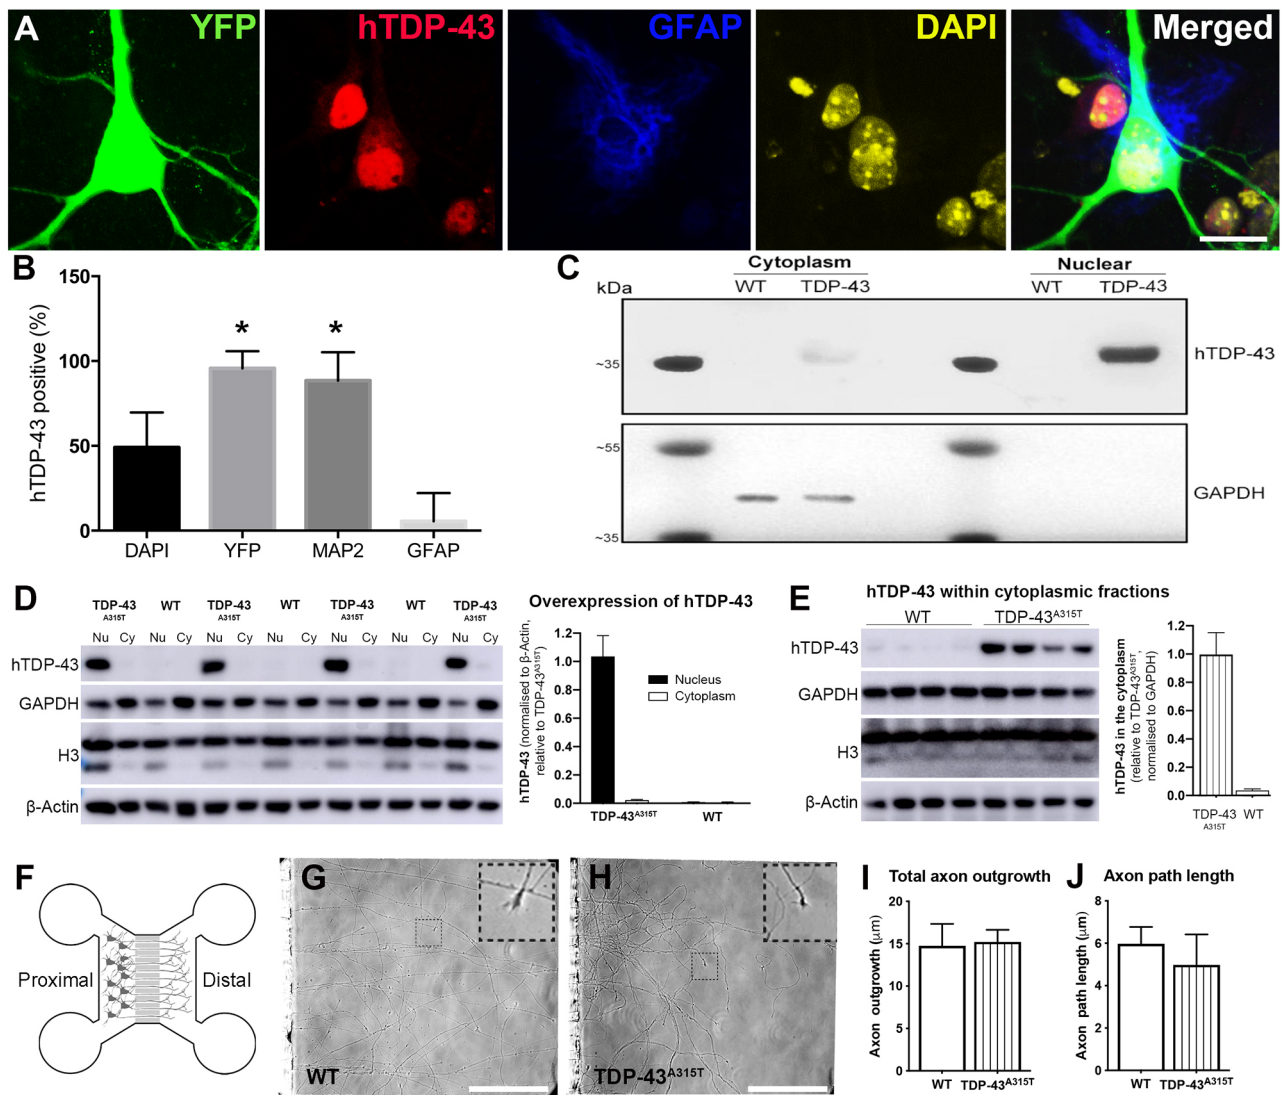 A
YFP
hTDP-43
GFAP
DAPI
Merged
B
hTDP-43 positive (%)
150
100
50
0
DAPI
YFP
MAP2
GFAP
*
*
C
Cytoplasm
Nuclear
kDa
WT
TDP-43
WT
TDP-43
~35
hTDP-43
~55
GAPDH
~35
D
TDP-43 A315T
WT
TDP-43 A315T
WT
TDP-43 A315T
WT
TDP-43 A315T
Nu Cy Nu Cy Nu Cy Nu Cy Nu Cy Nu Cy Nu Cy
hTDP-43
GAPDH
H3
β-Actin
Overexpression of hTDP-43
hTDP-43 (normalised to β-Actin,
relative to TDP-43A315T)
1.2
1.0
0.8
0.6
0.4
0.2
0.0
Nucleus
Cytoplasm
TDP-43A315T
WT
E
hTDP-43 within cytoplasmic fractions
WT
TDP-43A315T
hTDP-43
GAPDH
H3
β-Actin
hTDP-43 in the cytoplasm
(relative to TDP-43A315T,
normalised to GAPDH)
1.2
1.0
0.8
0.6
0.4
0.2
0.0
TDP-43
A315T
WT
F
Proximal
Distal
G
WT
H
TDP-43A315T
I
Total axon outgrowth
Axon outgrowth (μm)
20
15
10
5
0
WT
TDP-43A315T
J
Axon path length
Axon path length (μm)
8
6
4
2
0
WT
TDP-43A315T